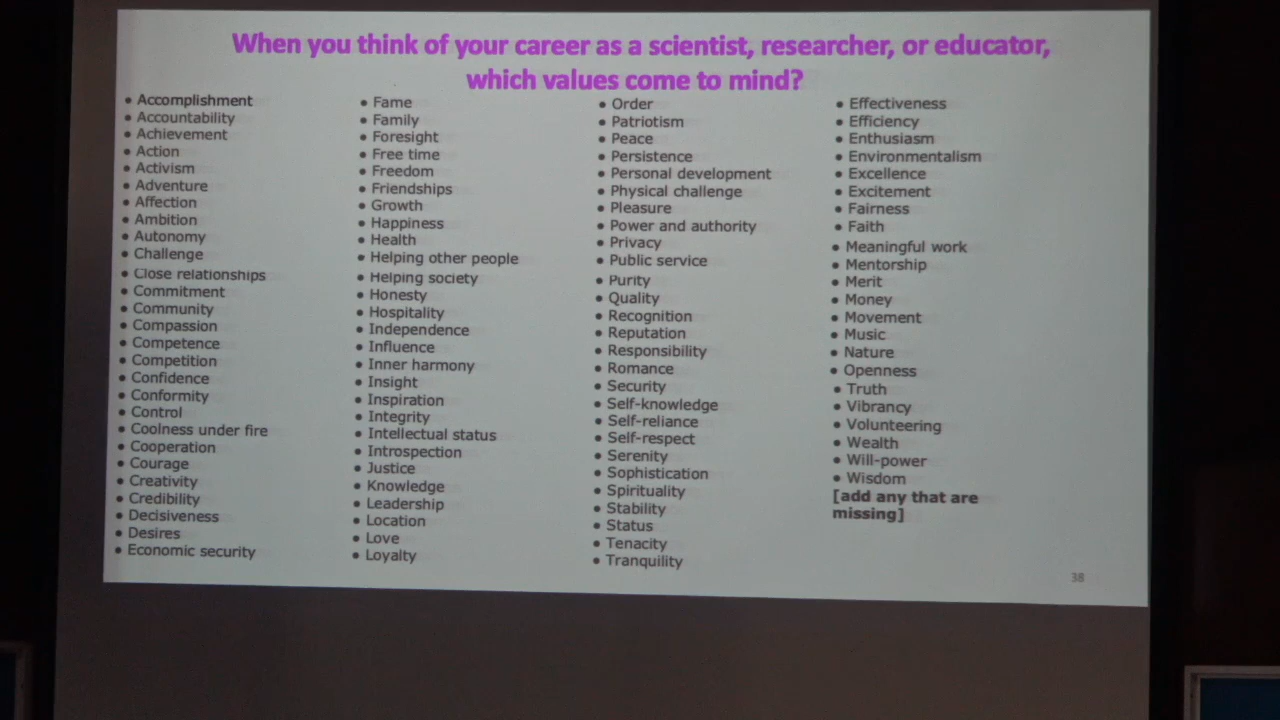 When you think of your career as a scientist, researcher, or educator,
which values come to mind?
• Accomplishment
• Accountability
• Achievement
• Action
• Activism
• Adventure
• Affection
• Ambition
• Autonomy
• Challenge
• Close relationships
• Commitment
• Community
• Compassion
• Competence
• Competition
• Confidence
• Conformity
• Control
• Coolness under fire
• Cooperation
• Courage
• Creativity
• Credibility
• Decisiveness
• Desires
• Economic security
• Fame
• Family
• Foresight
• Free time
• Freedom
• Friendships
• Growth
• Happiness
• Health
• Helping other people
• Helping society
• Honesty
• Hospitality
• Independence
• Influence
• Inner harmony
• Insight
• Inspiration
• Integrity
• Intellectual status
• Introspection
• Justice
• Knowledge
• Leadership
• Location
• Love
• Loyalty
• Order
• Patriotism
• Peace
• Persistence
• Personal development
• Physical challenge
• Pleasure
• Power and authority
• Privacy
• Public service
• Purity
• Quality
• Recognition
• Reputation
• Responsibility
• Romance
• Security
• Self-knowledge
• Self-reliance
• Self-respect
• Serenity
• Sophistication
• Spirituality
• Stability
• Status
• Tenacity
• Tranquility
• Effectiveness
• Efficiency
• Enthusiasm
• Environmentalism
• Excellence
• Excitement
• Fairness
• Faith
• Meaningful work
• Mentorship
• Merit
• Money
• Movement
• Music
• Nature
• Openness
• Truth
• Vibrancy
• Volunteering
• Wealth
• Will-power
• Wisdom
[add any that are
missing]
38